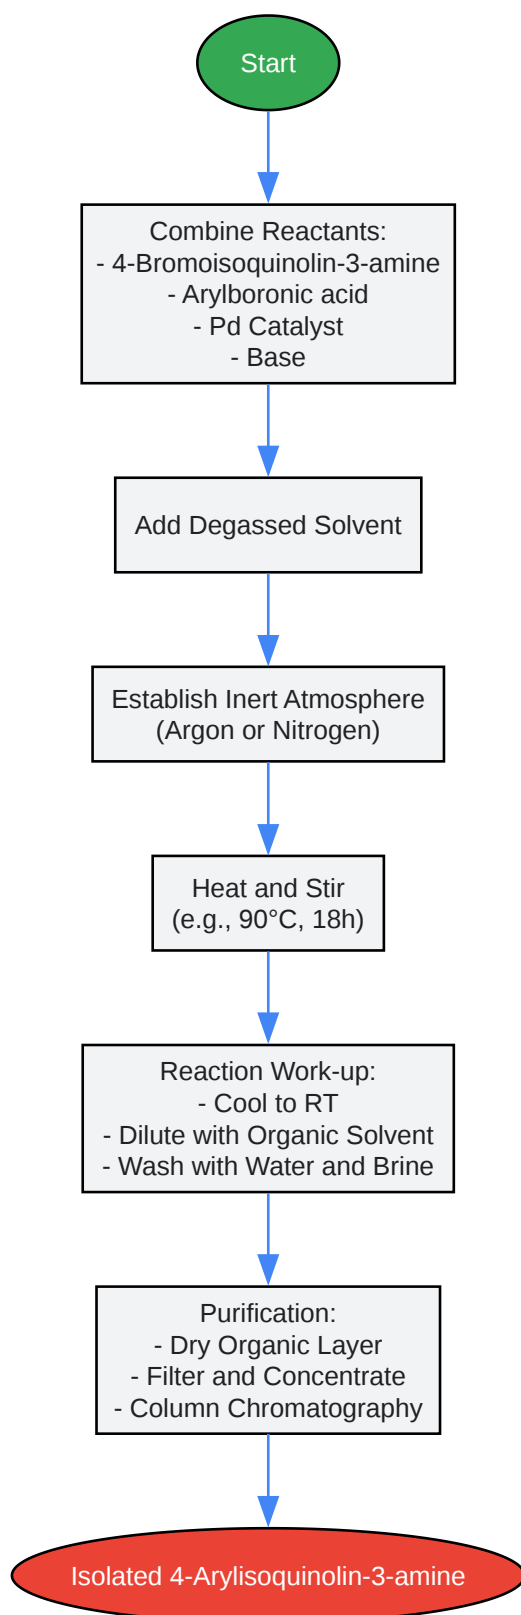 Start
Combine Reactants:
- 4-Bromoisoquinolin-3-amine
- Arylboronic acid
- Pd Catalyst
- Base
Add Degassed Solvent
Establish Inert Atmosphere
(Argon or Nitrogen)
Heat and Stir
(e.g., 90°C, 18h)
Reaction Work-up:
- Cool to RT
- Dilute with Organic Solvent
- Wash with Water and Brine
Purification:
- Dry Organic Layer
- Filter and Concentrate
- Column Chromatography
Isolated 4-Arylisoquinolin-3-amine